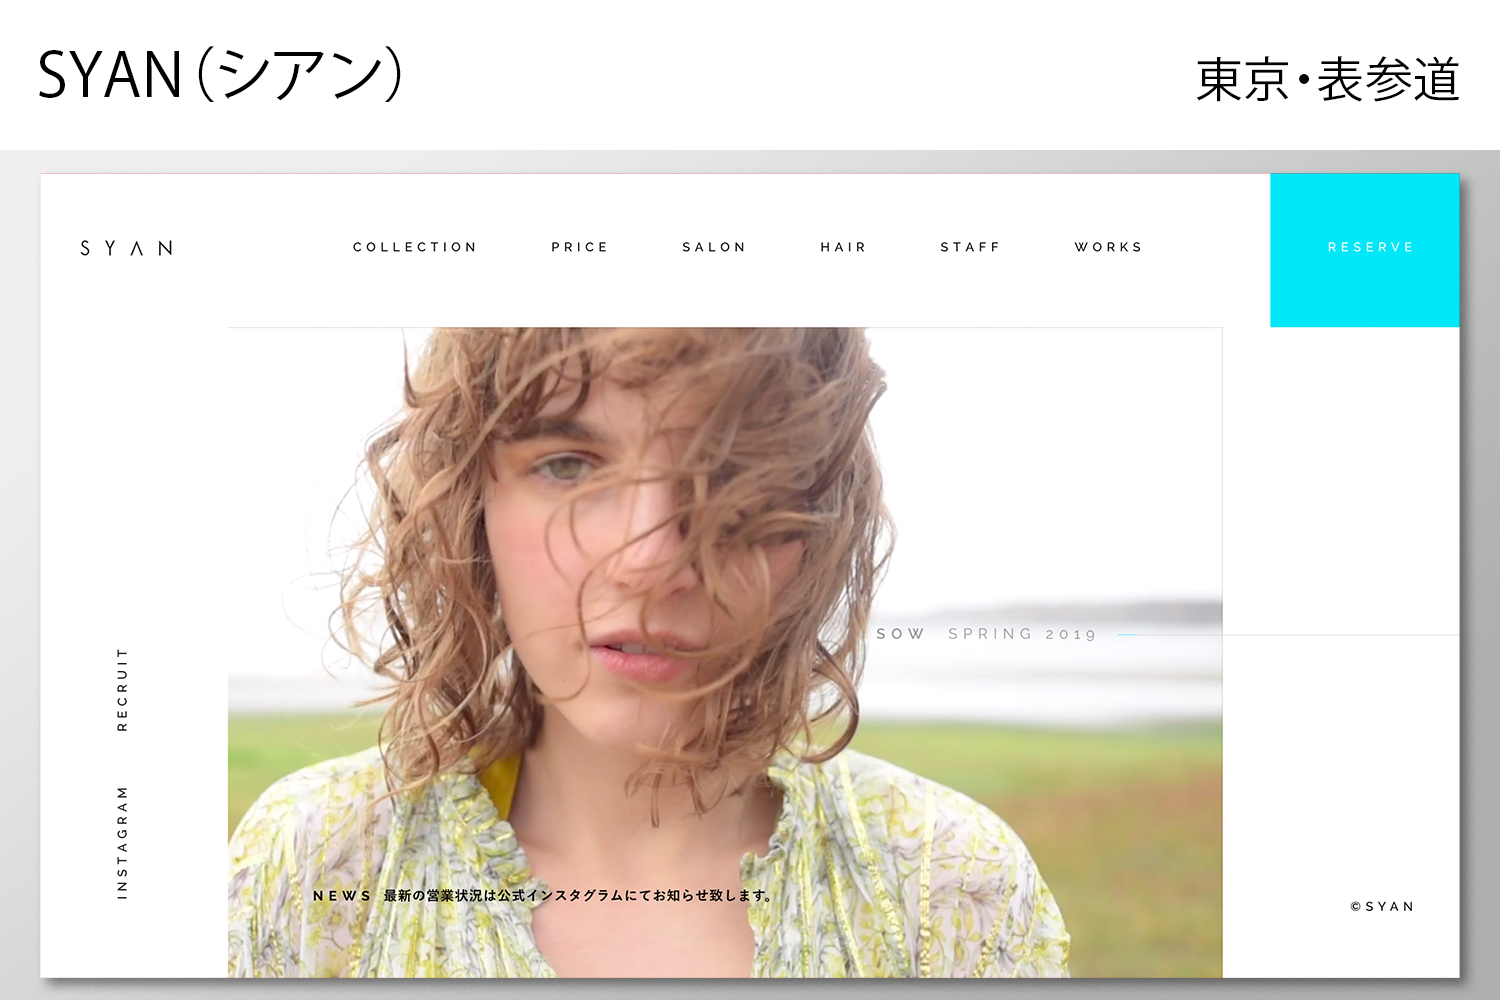 SYAN（シアン）
東京・表参道
SYAN
COLLECTION
PRICE
SALON
HAIR
STAFF
WORKS
RESERVE
SOW SPRING 2019
RECRUIT
INSTAGRAM
NEWS 最新の営業状況は公式インスタグラムにてお知らせ致します。
©SYAN